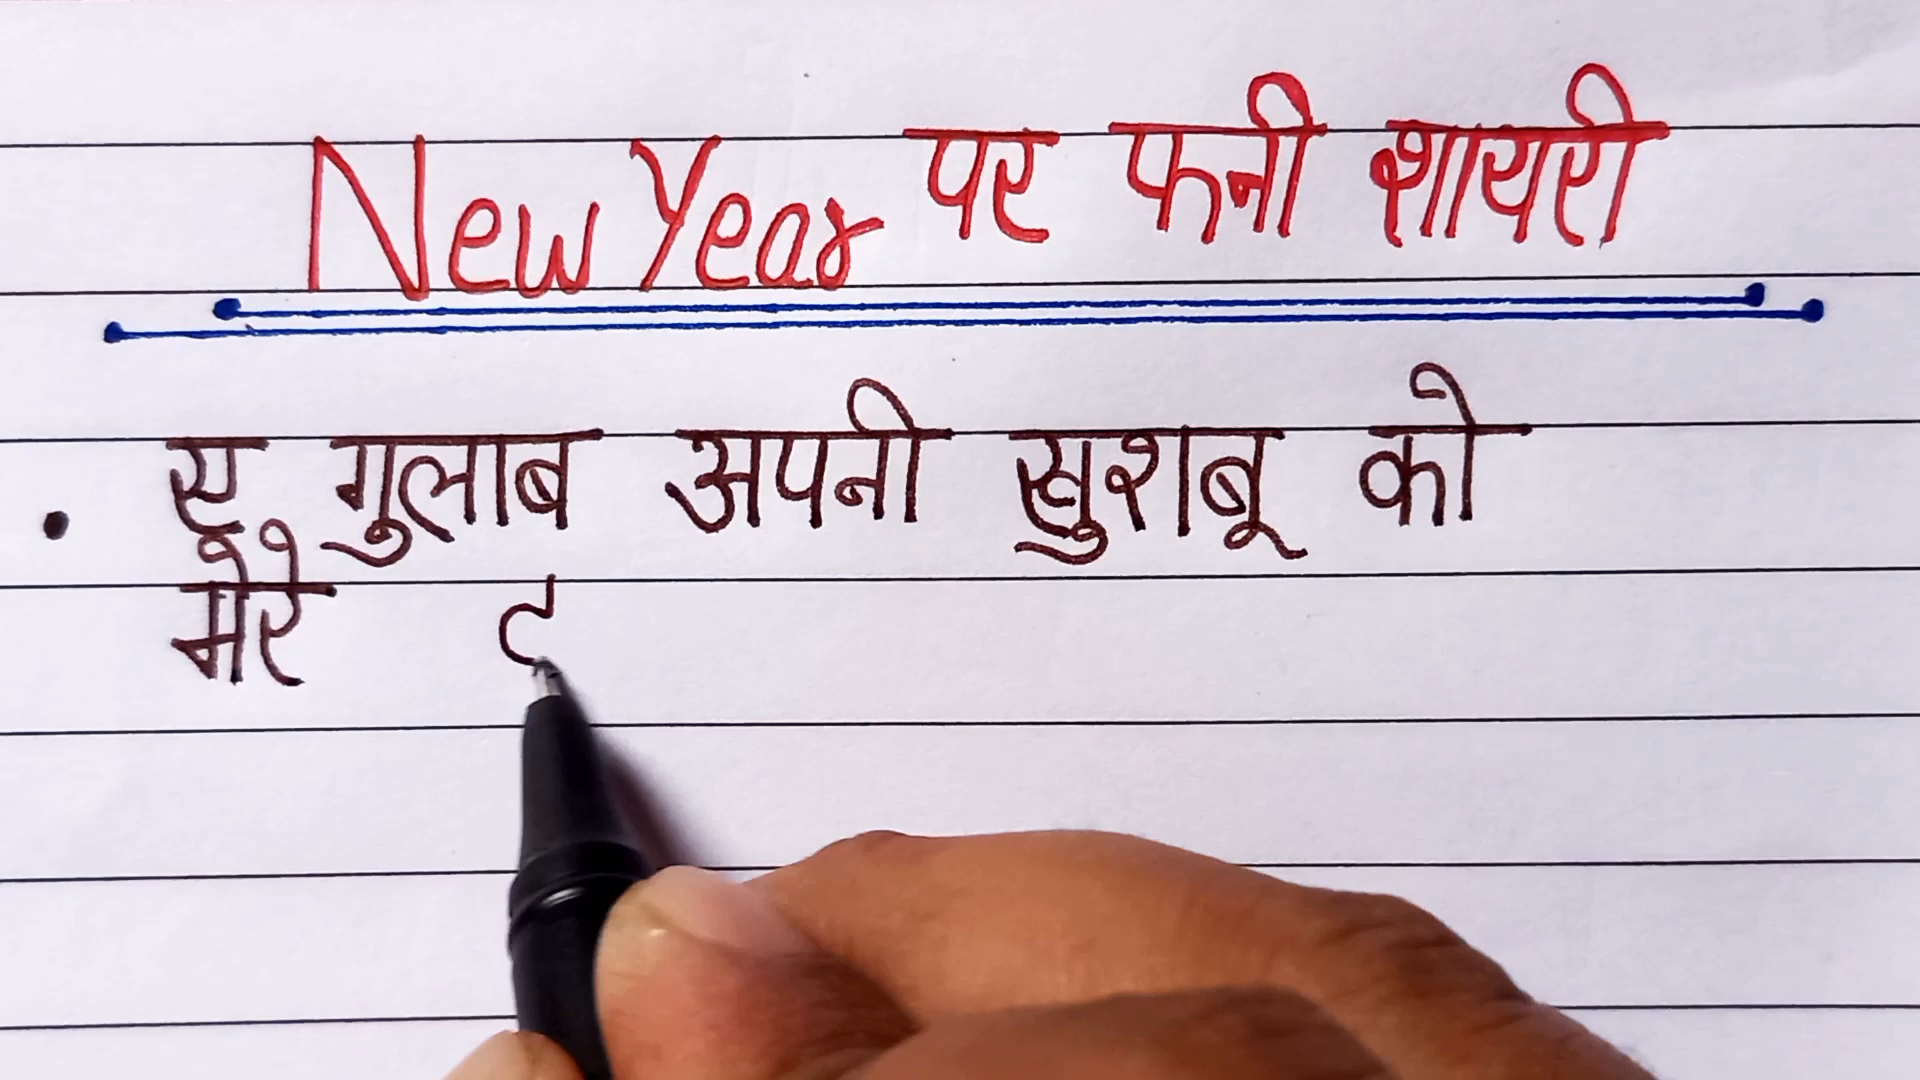 New Year पर फनी शायरी
ए गुलाब अपनी खुशबू को
मेरे